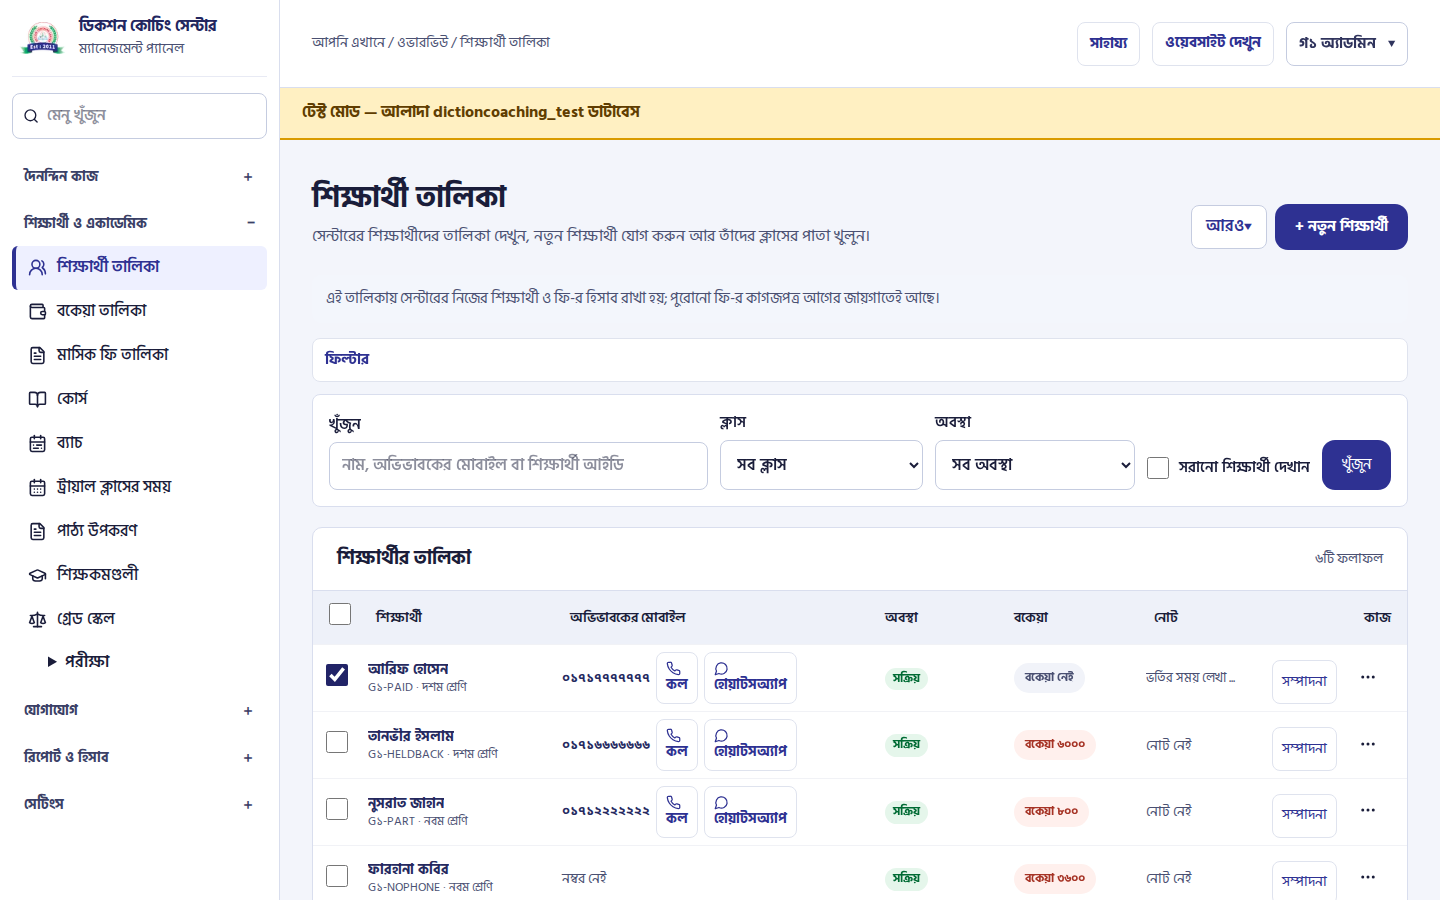 ডিকশন কোচিং সেন্টার
ম্যানেজমেন্ট প্যানেল
Est : 2011
মেনু খুঁজুন
দৈনন্দিন কাজ +
শিক্ষার্থী ও একাডেমিক −
শিক্ষার্থী তালিকা
বকেয়া তালিকা
মাসিক ফি তালিকা
কোর্স
ব্যাচ
ট্রায়াল ক্লাসের সময়
পাঠ্য উপকরণ
শিক্ষকমণ্ডলী
গ্রেড স্কেল
▶ পরীক্ষা
যোগাযোগ +
রিপোর্ট ও হিসাব +
সেটিংস +
আপনি এখানে / ওভারভিউ / শিক্ষার্থী তালিকা
সাহায্য
ওয়েবসাইট দেখুন
গ১ অ্যাডমিন ▾
টেস্ট মোড — আলাদা dictioncoaching_test ডাটাবেস
শিক্ষার্থী তালিকা
সেন্টারের শিক্ষার্থীদের তালিকা দেখুন, নতুন শিক্ষার্থী যোগ করুন আর তাঁদের ক্লাসের পাতা খুলুন।
আরও▾
+ নতুন শিক্ষার্থী
এই তালিকায় সেন্টারের নিজের শিক্ষার্থী ও ফি-র হিসাব রাখা হয়; পুরোনো ফি-র কাগজপত্র আগের জায়গাতেই আছে।
ফিল্টার
খুঁজুন
নাম, অভিভাবকের মোবাইল বা শিক্ষার্থী আইডি
ক্লাস
সব ক্লাস
অবস্থা
সব অবস্থা
সরানো শিক্ষার্থী দেখান
খুঁজুন
শিক্ষার্থীর তালিকা
৬টি ফলাফল
শিক্ষার্থী অভিভাবকের মোবাইল অবস্থা বকেয়া নোট কাজ
আরিফ হোসেন
G১-PAID · দশম শ্রেণি
০১৭১৭৭৭৭৭৭৭ কল হোয়াটসঅ্যাপ সক্রিয় বকেয়া নেই ভর্তির সময় লেখা ... সম্পাদনা ...
তানভীর ইসলাম
G১-HELDBACK · দশম শ্রেণি
০১৭১৬৬৬৬৬৬৬ কল হোয়াটসঅ্যাপ সক্রিয় বকেয়া ৬০০০ নোট নেই সম্পাদনা ...
নুসরাত জাহান
G১-PART · নবম শ্রেণি
০১৭১২২২২২২২ কল হোয়াটসঅ্যাপ সক্রিয় বকেয়া ৮০০ নোট নেই সম্পাদনা ...
ফারহানা কবির
G১-NOPHONE · নবম শ্রেণি
নম্বর নেই সক্রিয় বকেয়া ৩৬০০ নোট নেই সম্পাদনা ...